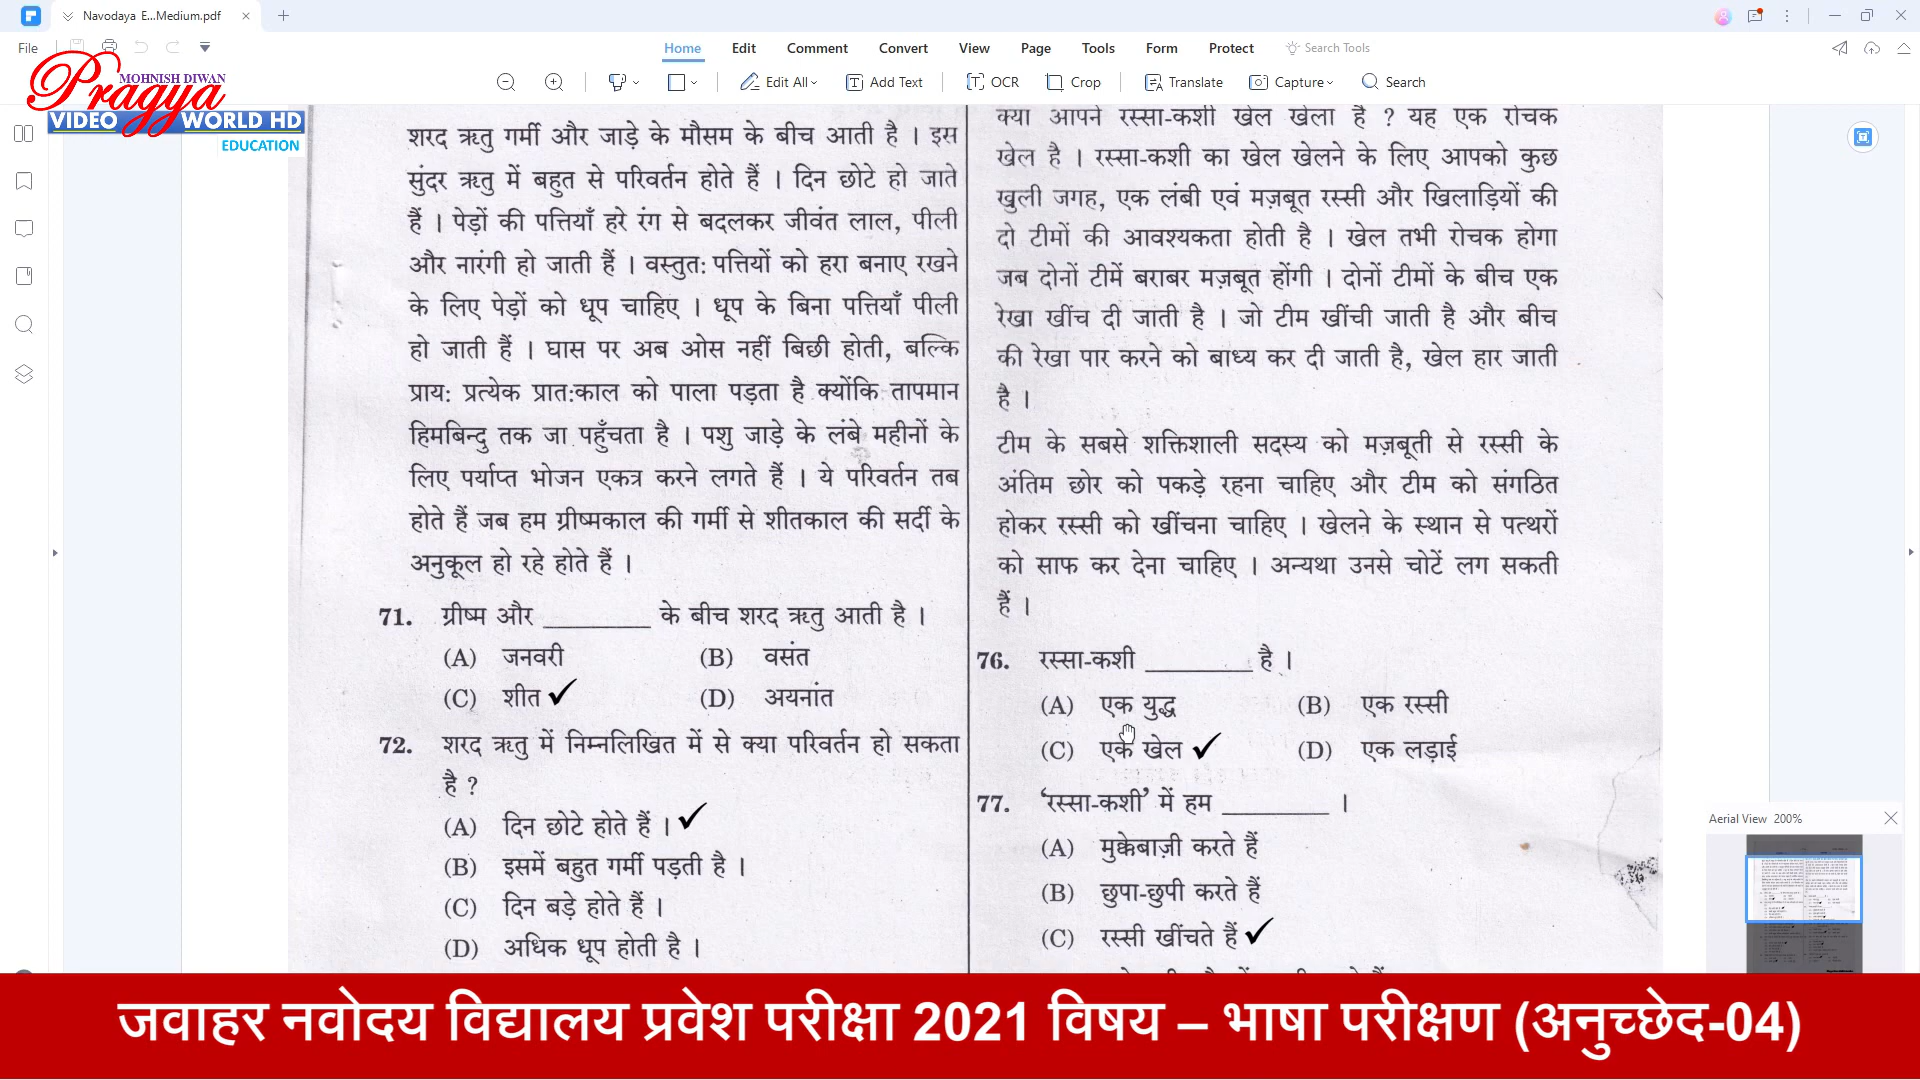 Navodaya E...Medium.pdf
File
Home
Edit
Comment
Convert
View
Page
Tools
Form
Protect
Search Tools
Edit All
Add Text
OCR
Crop
Translate
Capture
Search
Pragya
MOHNISH DIWAN
VIDEO WORLD HD
EDUCATION
शरद ऋतु गर्मी और जाड़े के मौसम के बीच आती है । इस
सुंदर ऋतु में बहुत से परिवर्तन होते हैं । दिन छोटे हो जाते
हैं । पेड़ों की पत्तियाँ हरे रंग से बदलकर जीवंत लाल, पीली
और नारंगी हो जाती हैं । वस्तुत: पत्तियों को हरा बनाए रखने
के लिए पेड़ों को धूप चाहिए । धूप के बिना पत्तियाँ पीली
हो जाती हैं । घास पर अब ओस नहीं बिछी होती, बल्कि
प्राय: प्रत्येक प्रात:काल को पाला पड़ता है क्योंकि तापमान
हिमबिन्दु तक जा पहुँचता है । पशु जाड़े के लंबे महीनों के
लिए पर्याप्त भोजन एकत्र करने लगते हैं । ये परिवर्तन तब
होते हैं जब हम ग्रीष्मकाल की गर्मी से शीतकाल की सर्दी के
अनुकूल हो रहे होते हैं ।
71. ग्रीष्म और ________ के बीच शरद ऋतु आती है ।
(A) जनवरी (B) वसंत
(C) शीत ✓ (D) अयनांत
72. शरद ऋतु में निम्नलिखित में से क्या परिवर्तन हो सकता
है ?
(A) दिन छोटे होते हैं । ✓
(B) इसमें बहुत गर्मी पड़ती है ।
(C) दिन बड़े होते हैं ।
(D) अधिक धूप होती है ।
क्या आपने रस्सा-कशी खेल खेला है ? यह एक रोचक
खेल है । रस्सा-कशी का खेल खेलने के लिए आपको कुछ
खुली जगह, एक लंबी एवं मज़बूत रस्सी और खिलाड़ियों की
दो टीमों की आवश्यकता होती है । खेल तभी रोचक होगा
जब दोनों टीमें बराबर मज़बूत होंगी । दोनों टीमों के बीच एक
रेखा खींच दी जाती है । जो टीम खींची जाती है और बीच
की रेखा पार करने को बाध्य कर दी जाती है, खेल हार जाती
है ।
टीम के सबसे शक्तिशाली सदस्य को मज़बूती से रस्सी के
अंतिम छोर को पकड़े रहना चाहिए और टीम को संगठित
होकर रस्सी को खींचना चाहिए । खेलने के स्थान से पत्थरों
को साफ कर देना चाहिए । अन्यथा उनसे चोटें लग सकती
हैं ।
76. रस्सा-कशी ________ है ।
(A) एक युद्ध (B) एक रस्सी
(C) एक खेल ✓ (D) एक लड़ाई
77. 'रस्सा-कशी' में हम ________ ।
(A) मुक्केबाज़ी करते हैं
(B) छुपा-छुपी करते हैं
(C) रस्सी खींचते हैं ✓
Aerial View 200%
जवाहर नवोदय विद्यालय प्रवेश परीक्षा 2021 विषय – भाषा परीक्षण (अनुच्छेद-04)